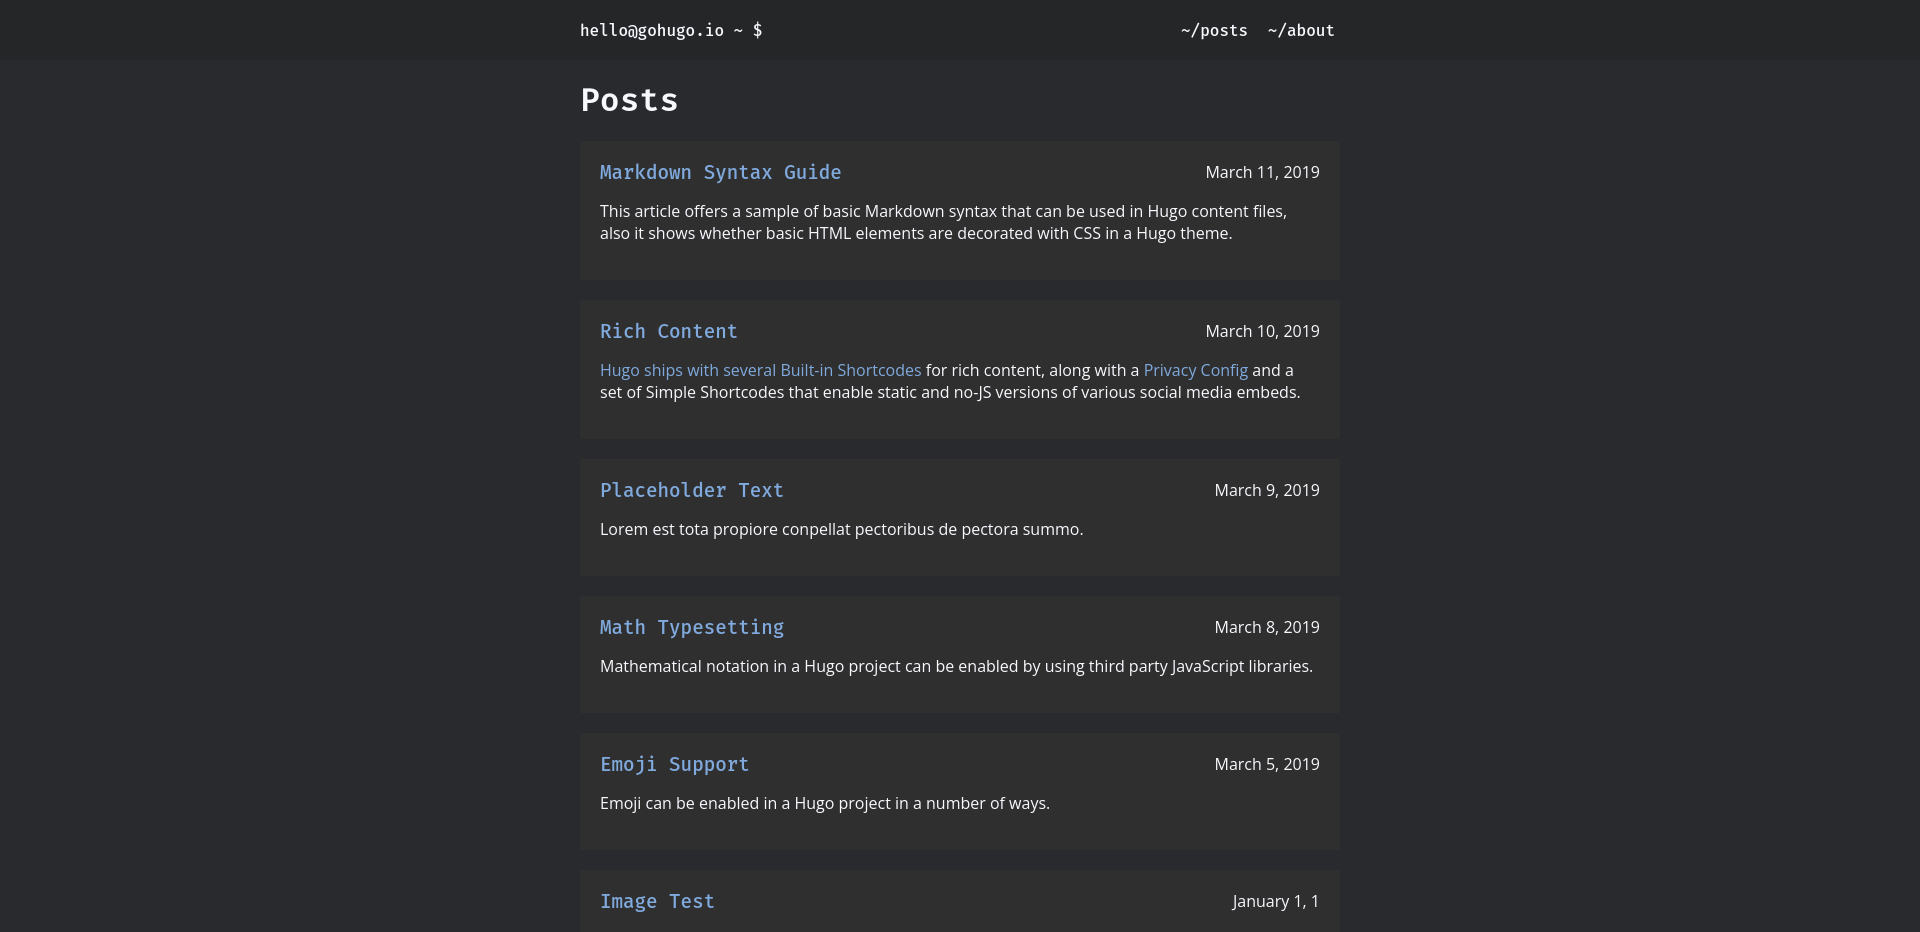 hello@gohugo.io ~ $
~/posts ~/about
Posts
Markdown Syntax Guide
March 11, 2019
This article offers a sample of basic Markdown syntax that can be used in Hugo content files,
also it shows whether basic HTML elements are decorated with CSS in a Hugo theme.
Rich Content
March 10, 2019
Hugo ships with several Built-in Shortcodes for rich content, along with a Privacy Config and a
set of Simple Shortcodes that enable static and no-JS versions of various social media embeds.
Placeholder Text
March 9, 2019
Lorem est tota propiore conpellat pectoribus de pectora summo.
Math Typesetting
March 8, 2019
Mathematical notation in a Hugo project can be enabled by using third party JavaScript libraries.
Emoji Support
March 5, 2019
Emoji can be enabled in a Hugo project in a number of ways.
Image Test
January 1, 1